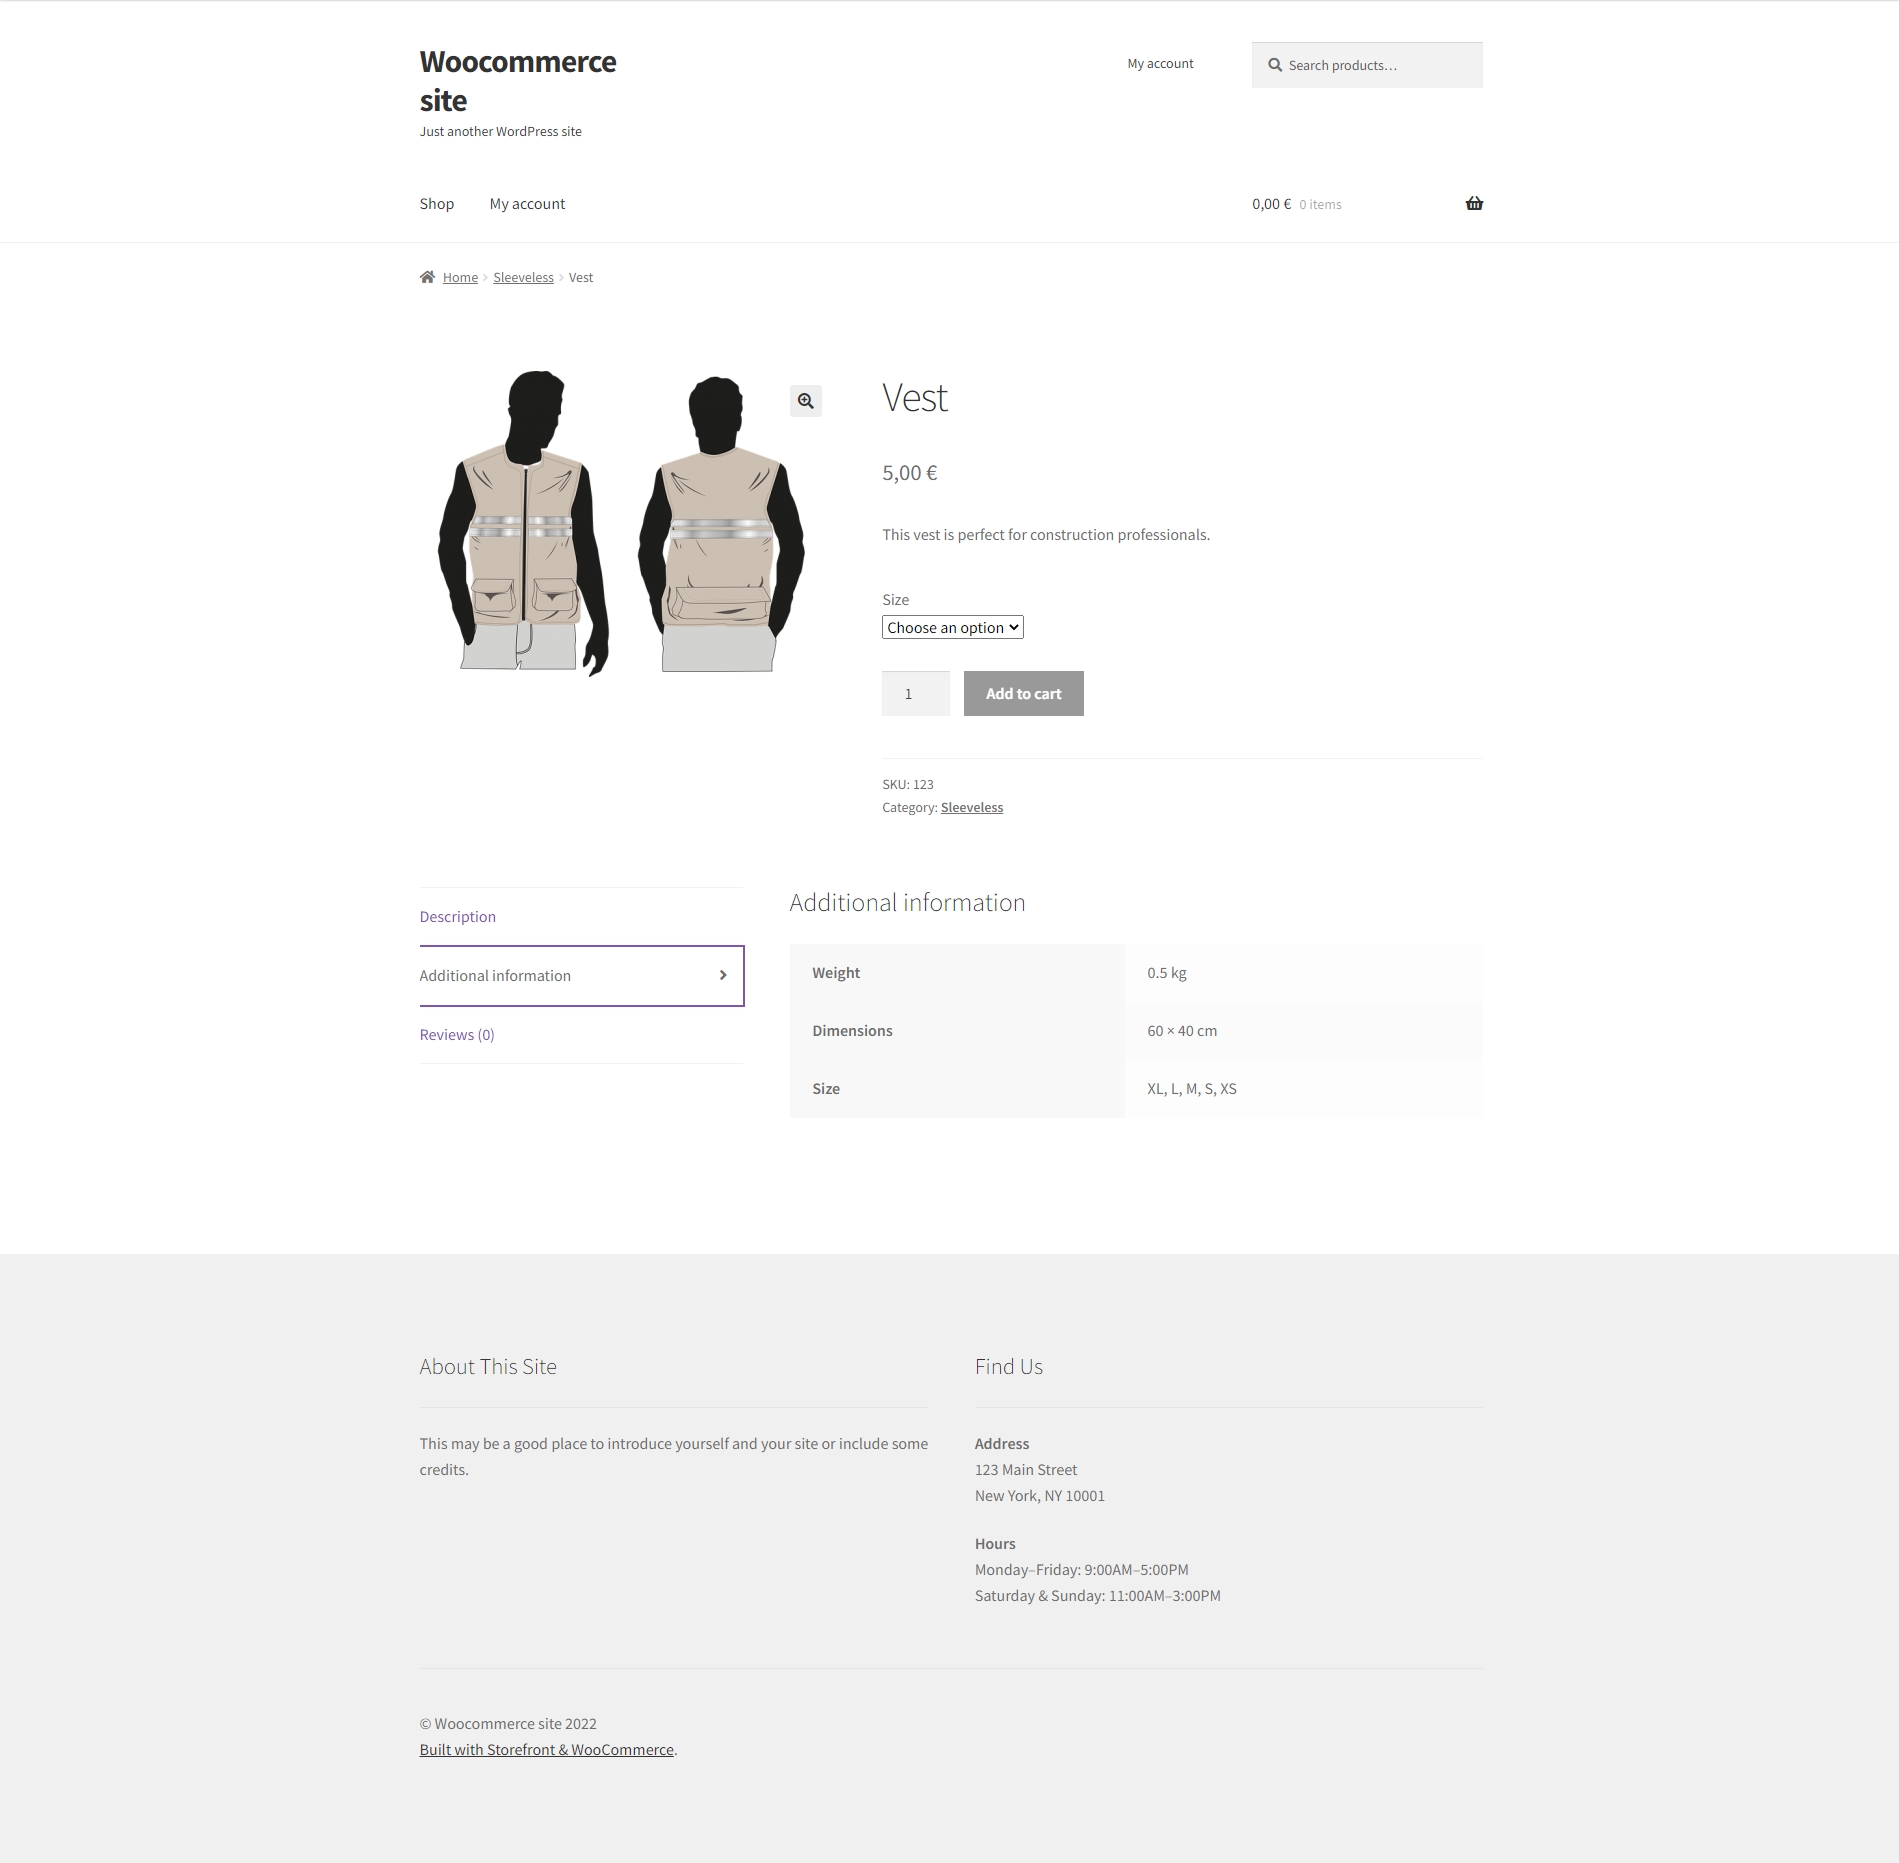 Woocommerce
site
Just another WordPress site
My account
Search products…
Shop
My account
0,00 € 0 items
Home
Sleeveless
Vest
Vest
5,00 €
This vest is perfect for construction professionals.
Size
Choose an option
1
Add to cart
SKU: 123
Category: Sleeveless
Description
Additional information
Reviews (0)
Additional information
Weight 0.5 kg
Dimensions 60 × 40 cm
Size XL, L, M, S, XS
About This Site
This may be a good place to introduce yourself and your site or include some
credits.
Find Us
Address
123 Main Street
New York, NY 10001
Hours
Monday–Friday: 9:00AM–5:00PM
Saturday & Sunday: 11:00AM–3:00PM
© Woocommerce site 2022
Built with Storefront & WooCommerce.